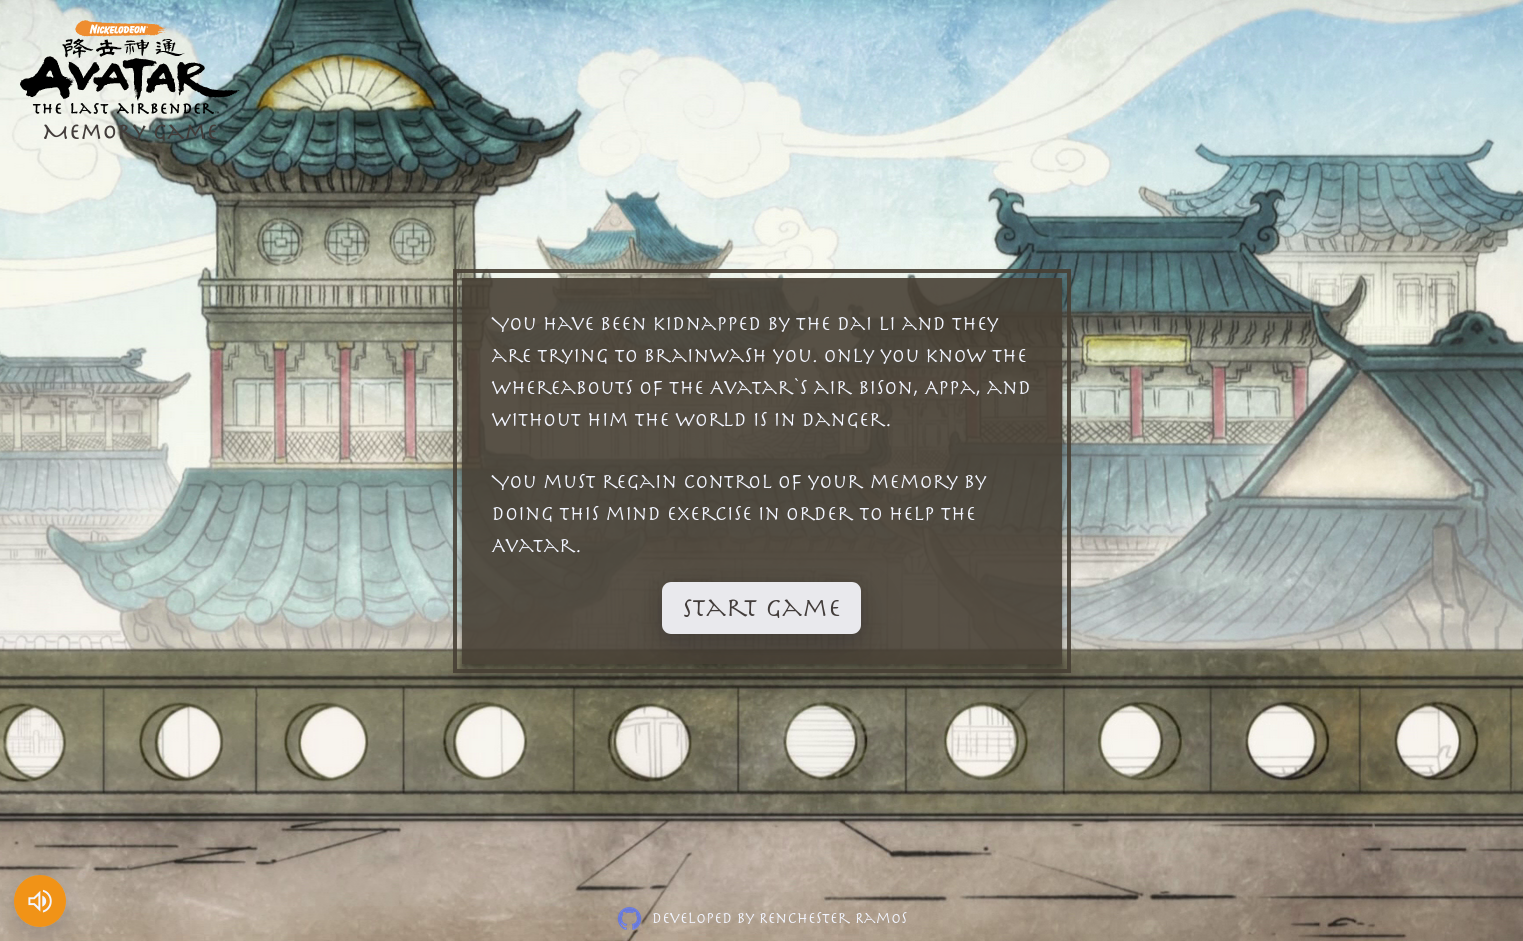 NICKELODEON
降卋神通
AVATAR
THE LAST AIRBENDER
MEMORY GAME
You have been kidnapped by the Dai Li and they
are trying to brainwash you. Only you know the
whereabouts of the Avatar`s air bison, Appa, and
without him the world is in danger.
You must regain control of your memory by
doing this mind exercise in order to help the
Avatar.
Start Game
Developed by Renchester Ramos